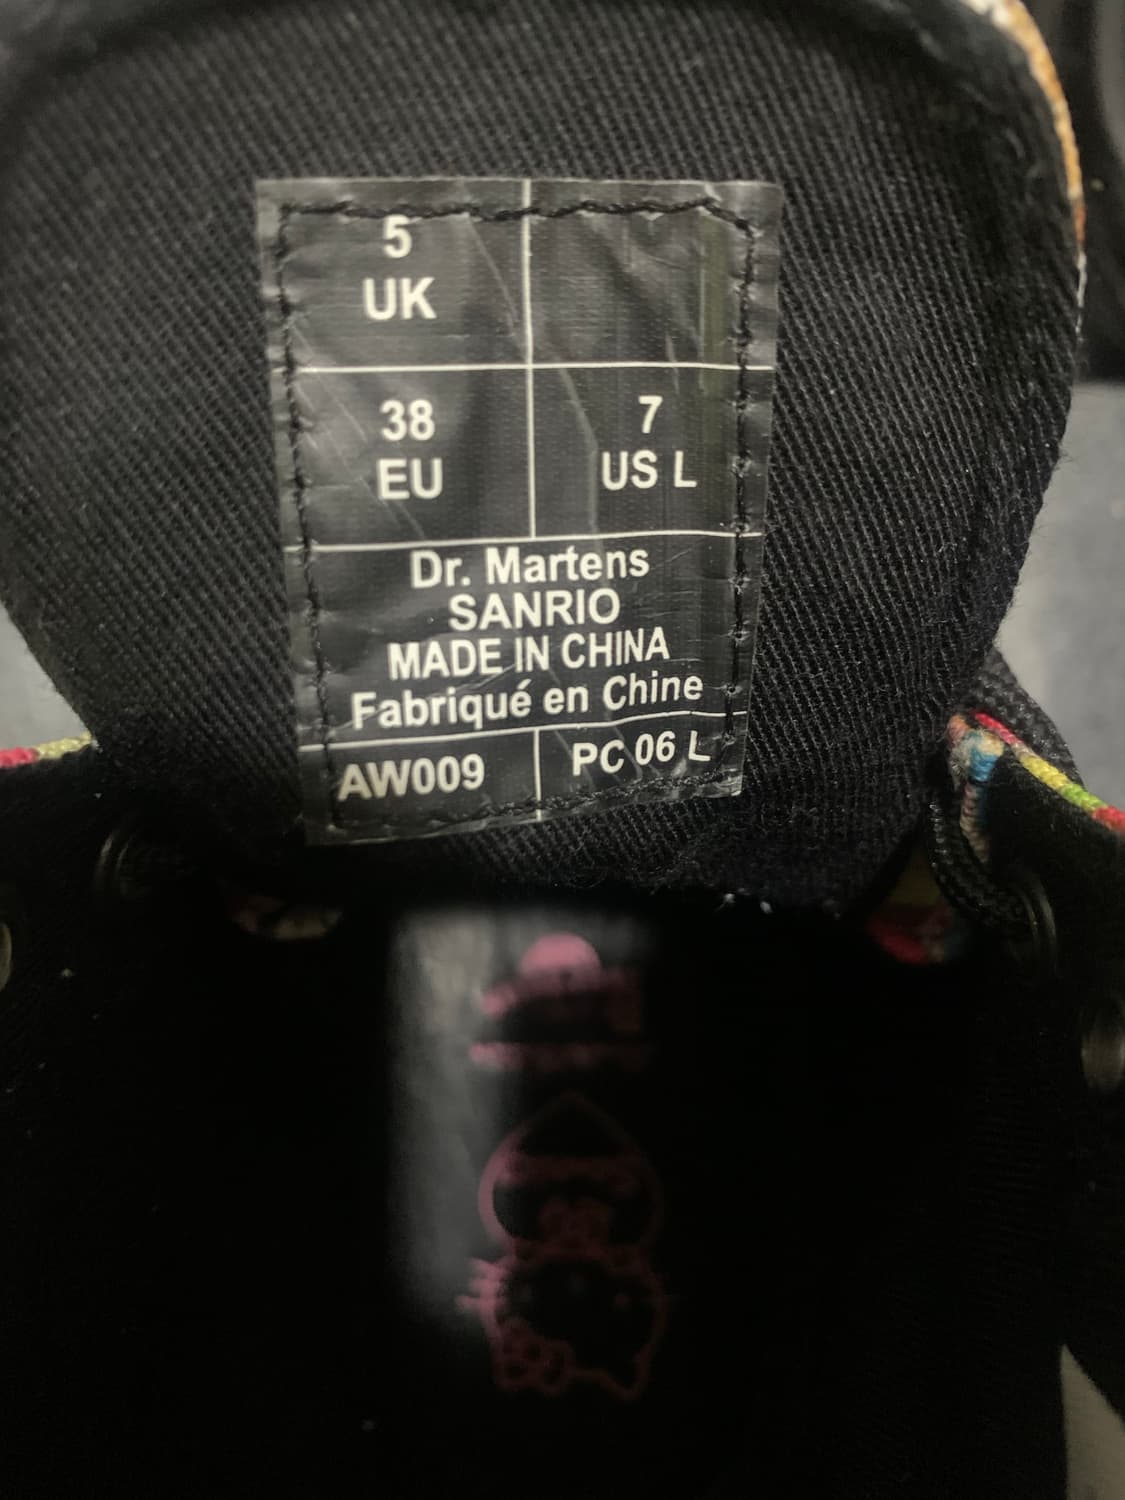 5
UK
38
EU
7
US L
Dr. Martens
SANRIO
MADE IN CHINA
Fabriqué en Chine
AW009
PC 06 L